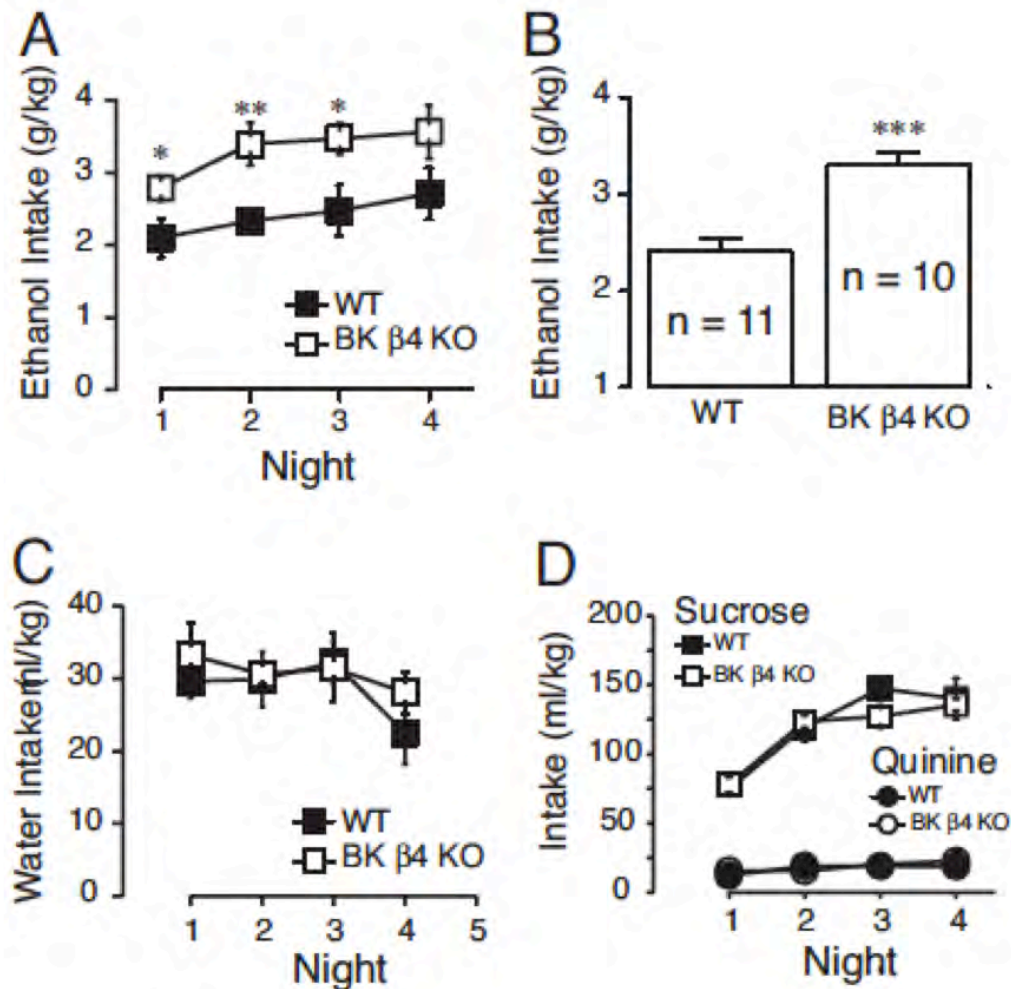 A
Ethanol Intake (g/kg)
4
3
2
1
0
*
**
*
WT
BK β4 KO
1 2 3 4
Night
B
Ethanol Intake (g/kg)
4
3
2
1
***
n = 11
n = 10
WT
BK β4 KO
C
Water Intake(ml/kg)
40
30
20
10
0
WT
BK β4 KO
1 2 3 4 5
Night
D
Intake (ml/kg)
200
150
100
50
0
Sucrose
WT
BK β4 KO
Quinine
WT
BK β4 KO
1 2 3 4
Night